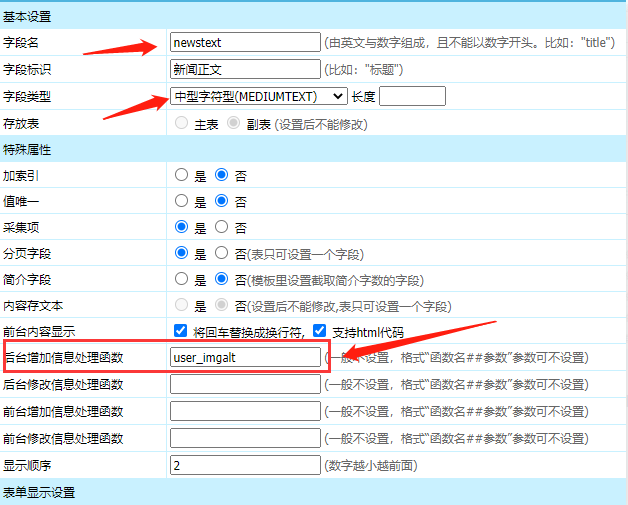 基本设置
字段名 newstext (由英文与数字组成，且不能以数字开头。比如："title")
字段标识 新闻正文 (比如："标题")
字段类型 中型字符型(MEDIUMTEXT) 长度
存放表 主表 副表 (设置后不能修改)
特殊属性
加索引 是 否
值唯一 是 否
采集项 是 否
分页字段 是 否(表只可设置一个字段)
简介字段 是 否(模板里设置截取简介字数的字段)
内容存文本 是 否(设置后不能修改,表只可设置一个字段)
前台内容显示 将回车替换成换行符, 支持html代码
后台增加信息处理函数 user_imgalt (一般不设置，格式“函数名##参数”参数可不设置)
后台修改信息处理函数 (一般不设置，格式“函数名##参数”参数可不设置)
前台增加信息处理函数 (一般不设置，格式“函数名##参数”参数可不设置)
前台修改信息处理函数 (一般不设置，格式“函数名##参数”参数可不设置)
显示顺序 2 (数字越小越前面)
表单显示设置